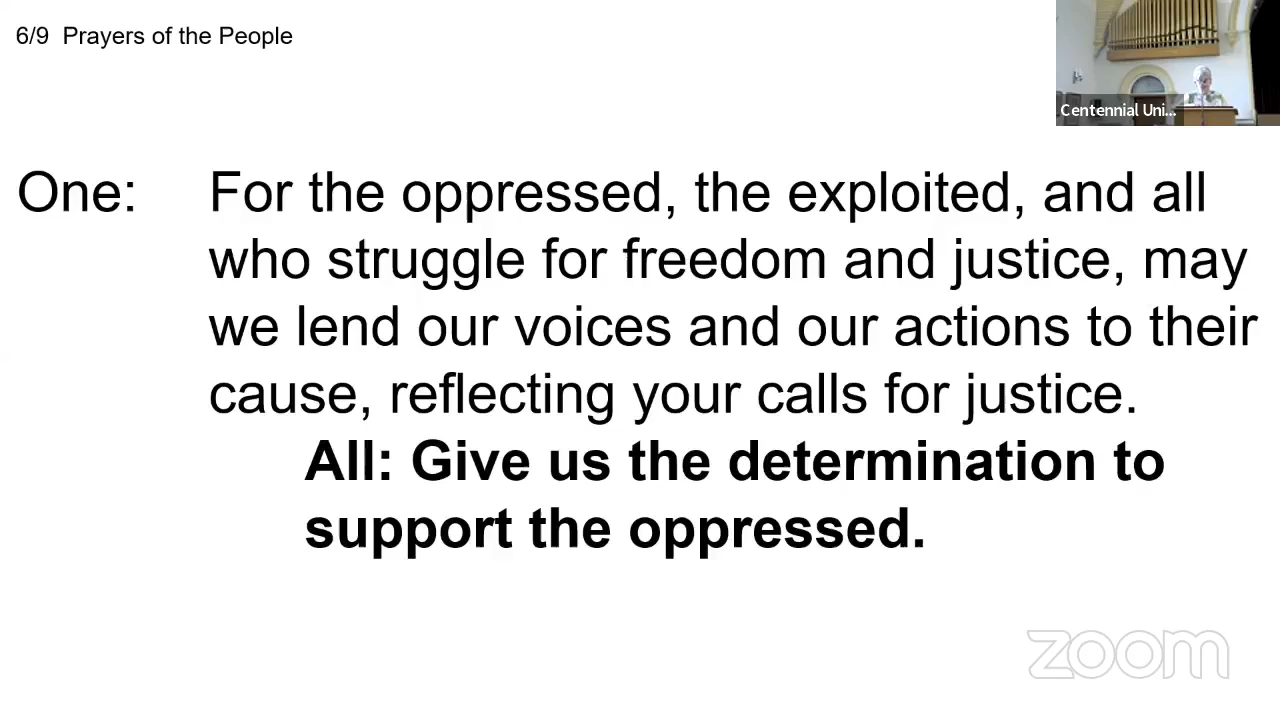 6/9 Prayers of the People
Centennial Uni...
One: For the oppressed, the exploited, and all
who struggle for freedom and justice, may
we lend our voices and our actions to their
cause, reflecting your calls for justice.
All: Give us the determination to
support the oppressed.
zoom